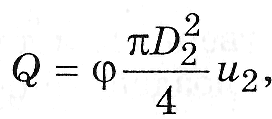 Q = φ πD₂²/4 u₂,